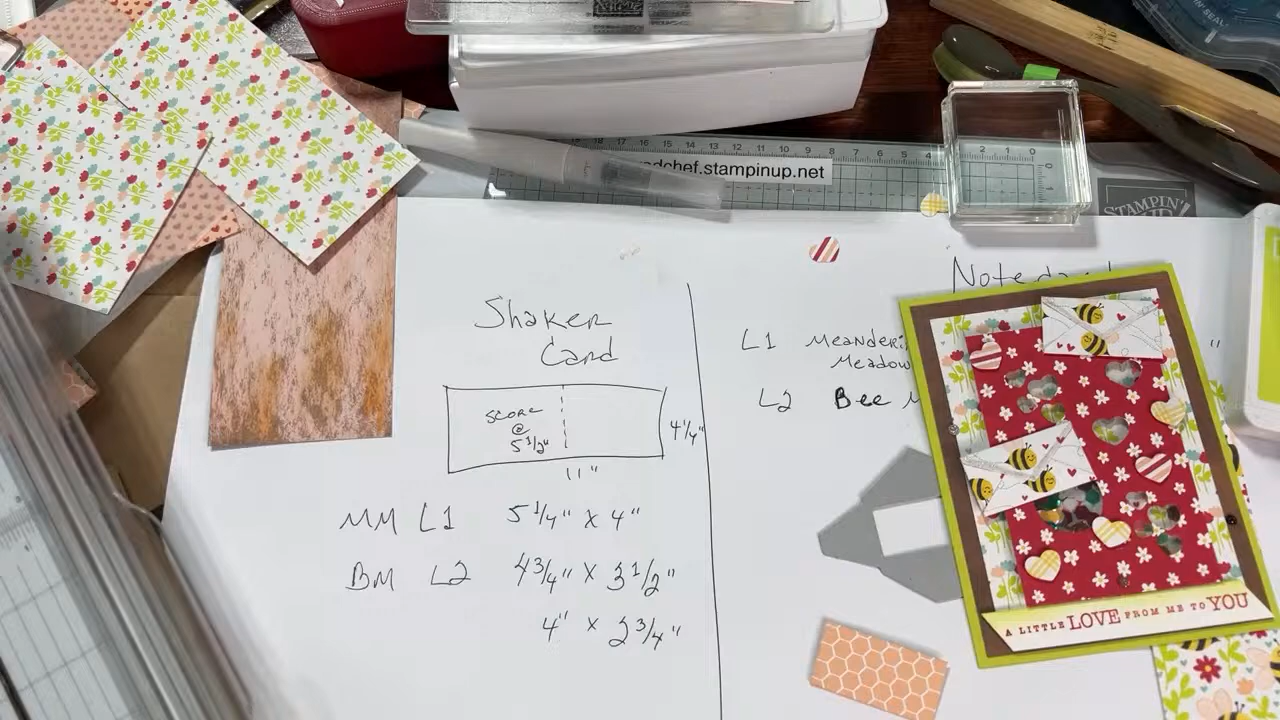 dchef.stampinup.net
STAMPIN'
Shaker
Card
SCORE
@
5 1/2"
4 1/4"
11"
MM L1 5 1/4" x 4"
BM L2 4 3/4" x 3 1/2"
4" x 2 3/4"
L1 Meanderi
Meadow
L2 Bee M
A LITTLE LOVE FROM ME TO YOU